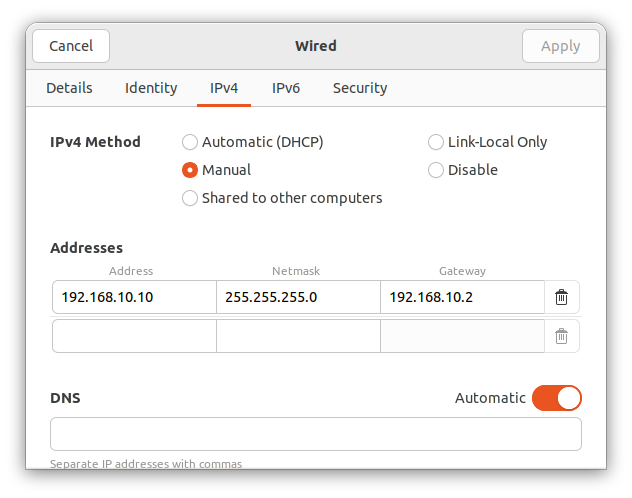 Cancel Wired Apply
Details Identity IPv4 IPv6 Security
IPv4 Method Automatic (DHCP) Link-Local Only
Manual Disable
Shared to other computers
Addresses
Address Netmask Gateway
192.168.10.10 255.255.255.0 192.168.10.2
DNS Automatic
Separate IP addresses with commas